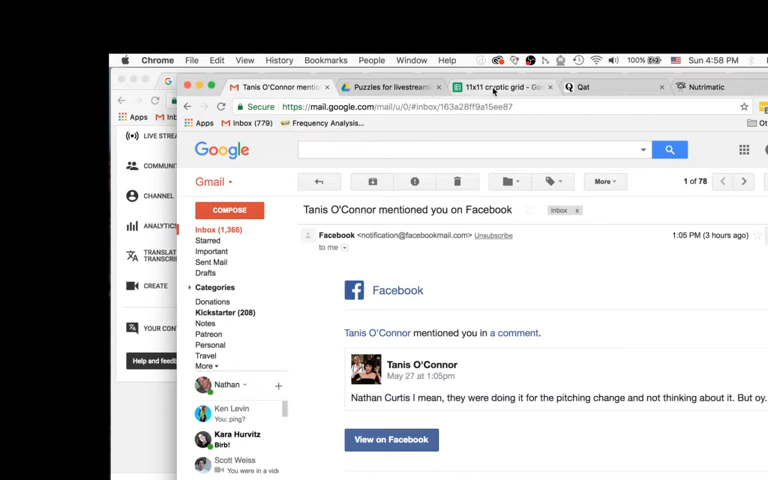 Chrome File Edit View History Bookmarks People Window Help Sun 4:58 PM
Tanis O'Connor mentio Puzzles for livestream 11x11 cryptic grid - Goo Qat Nutrimatic
Secure https://mail.google.com/mail/u/0/#inbox/163a28ff9a15ee87
Apps Inbox (779) Frequency Analysis...
Apps
LIVE STREA
COMMUNI
CHANNEL
ANALYTICS
TRANSLAT
TRANSCRI
CREATE
YOUR CON
Help and feedb
Google
Gmail
More
1 of 78
COMPOSE
Tanis O'Connor mentioned you on Facebook Inbox x
Inbox (1,366)
Starred
Important
Sent Mail
Drafts
Categories
Donations
Kickstarter (208)
Notes
Patreon
Personal
Travel
More
Nathan
Ken Levin
You: ping?
Kara Hurvitz
Birb!
Scott Weiss
You were in a vide
Facebook <notification@facebookmail.com> Unsubscribe 1:05 PM (3 hours ago)
to me
Facebook
Tanis O'Connor mentioned you in a comment.
Tanis O'Connor
May 27 at 1:05pm
Nathan Curtis I mean, they were doing it for the pitching change and not thinking about it. But oy.
View on Facebook